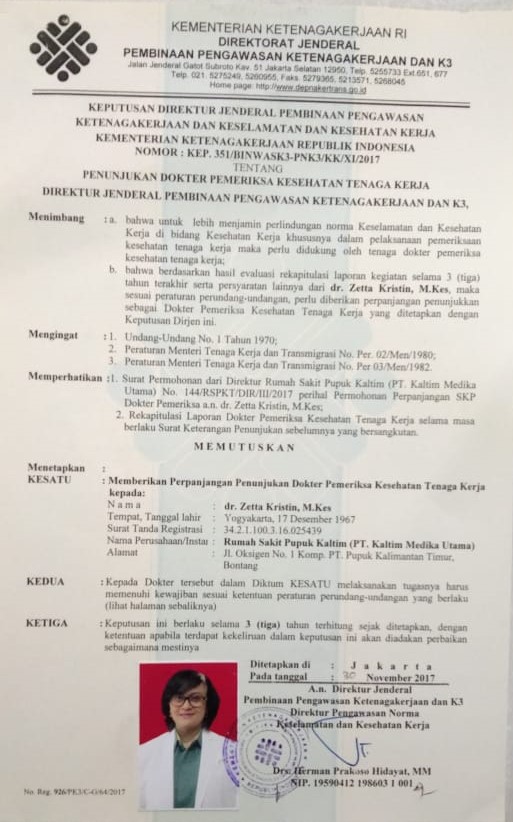 KEMENTERIAN KETENAGAKERJAAN RI
DIREKTORAT JENDERAL
PEMBINAAN PENGAWASAN KETENAGAKERJAAN DAN K3
Jalan Jenderal Gatot Subroto Kav. 51 Jakarta Selatan 12950, Telp. 5255733 Ext.651, 677
Telp. 021. 5275249, 5260955, Faks. 5279365, 5213571, 5268045
Home page: http://www.depnakertrans.go.id
KEPUTUSAN DIREKTUR JENDERAL PEMBINAAN PENGAWASAN
KETENAGAKERJAAN DAN KESELAMATAN DAN KESEHATAN KERJA
KEMENTERIAN KETENAGAKERJAAN REPUBLIK INDONESIA
NOMOR : KEP. 351/BINWASK3-PNK3/KK/XI/2017
TENTANG
PENUNJUKAN DOKTER PEMERIKSA KESEHATAN TENAGA KERJA
DIREKTUR JENDERAL PEMBINAAN PENGAWASAN KETENAGAKERJAAN DAN K3,
Menimbang : a. bahwa untuk lebih menjamin perlindungan norma Keselamatan dan Kesehatan
Kerja di bidang Kesehatan Kerja khususnya dalam pelaksanaan pemeriksaan
kesehatan tenaga kerja maka perlu didukung oleh tenaga dokter pemeriksa
kesehatan tenaga kerja;
b. bahwa berdasarkan hasil evaluasi rekapitulasi laporan kegiatan selama 3 (tiga)
tahun terakhir serta persyaratan lainnya dari dr. Zetta Kristin, M.Kes, maka
sesuai peraturan perundang-undangan, perlu diberikan perpanjangan penunjukkan
sebagai Dokter Pemeriksa Kesehatan Tenaga Kerja yang ditetapkan dengan
Keputusan Dirjen ini.
Mengingat : 1. Undang-Undang No. 1 Tahun 1970;
2. Peraturan Menteri Tenaga Kerja dan Transmigrasi No. Per. 02/Men/1980;
3. Peraturan Menteri Tenaga Kerja dan Transmigrasi No. Per 03/Men/1982.
Memperhatikan : 1. Surat Permohonan dari Direktur Rumah Sakit Pupuk Kaltim (PT. Kaltim Medika
Utama) No. 144/RSPKT/DIR/III/2017 perihal Permohonan Perpanjangan SKP
Dokter Pemeriksa a.n. dr. Zetta Kristin, M.Kes;
2. Rekapitulasi Laporan Dokter Pemeriksa Kesehatan Tenaga Kerja selama masa
berlaku Surat Keterangan Penunjukan sebelumnya yang bersangkutan.
MEMUTUSKAN
Menetapkan :
KESATU : Memberikan Perpanjangan Penunjukan Dokter Pemeriksa Kesehatan Tenaga Kerja
kepada:
Nama : dr. Zetta Kristin, M.Kes
Tempat, Tanggal lahir : Yogyakarta, 17 Desember 1967
Surat Tanda Registrasi : 34.2.1.100.3.16.025439
Nama Perusahaan/Instansi : Rumah Sakit Pupuk Kaltim (PT. Kaltim Medika Utama)
Alamat : Jl. Oksigen No. 1 Komp. PT. Pupuk Kalimantan Timur,
Bontang
KEDUA : Kepada Dokter tersebut dalam Diktum KESATU melaksanakan tugasnya harus
memenuhi kewajiban sesuai ketentuan peraturan perundang-undangan yang berlaku
(lihat halaman sebaliknya)
KETIGA : Keputusan ini berlaku selama 3 (tiga) tahun terhitung sejak ditetapkan, dengan
ketentuan apabila terdapat kekeliruan dalam keputusan ini akan diadakan perbaikan
sebagaimana mestinya
Ditetapkan di : Jakarta
Pada tanggal : 30 November 2017
A.n. Direktur Jenderal
Pembinaan Pengawasan Ketenagakerjaan dan K3
Direktur Pengawasan Norma
Keselamatan dan Kesehatan Kerja
Drs. Herman Prakoso Hidayat, MM
NIP. 19590412 198603 1 001
No. Reg. 926/PK3/C-G/64/2017